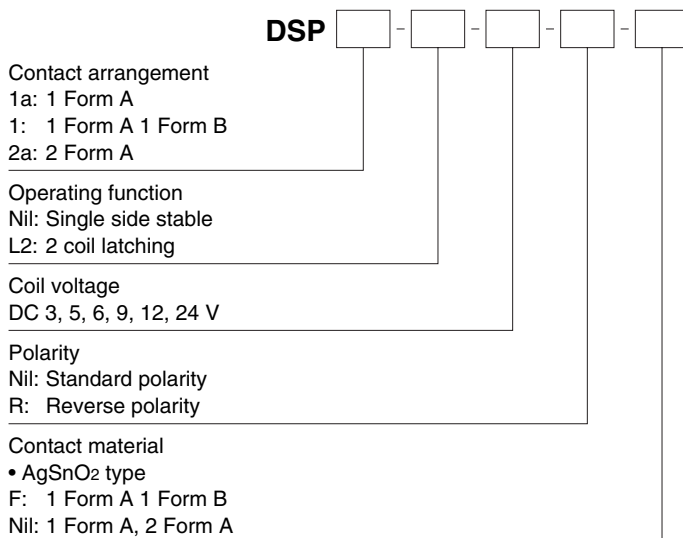 DSP - - - -
Contact arrangement
1a: 1 Form A
1: 1 Form A 1 Form B
2a: 2 Form A
Operating function
Nil: Single side stable
L2: 2 coil latching
Coil voltage
DC 3, 5, 6, 9, 12, 24 V
Polarity
Nil: Standard polarity
R: Reverse polarity
Contact material
• AgSnO2 type
F: 1 Form A 1 Form B
Nil: 1 Form A, 2 Form A